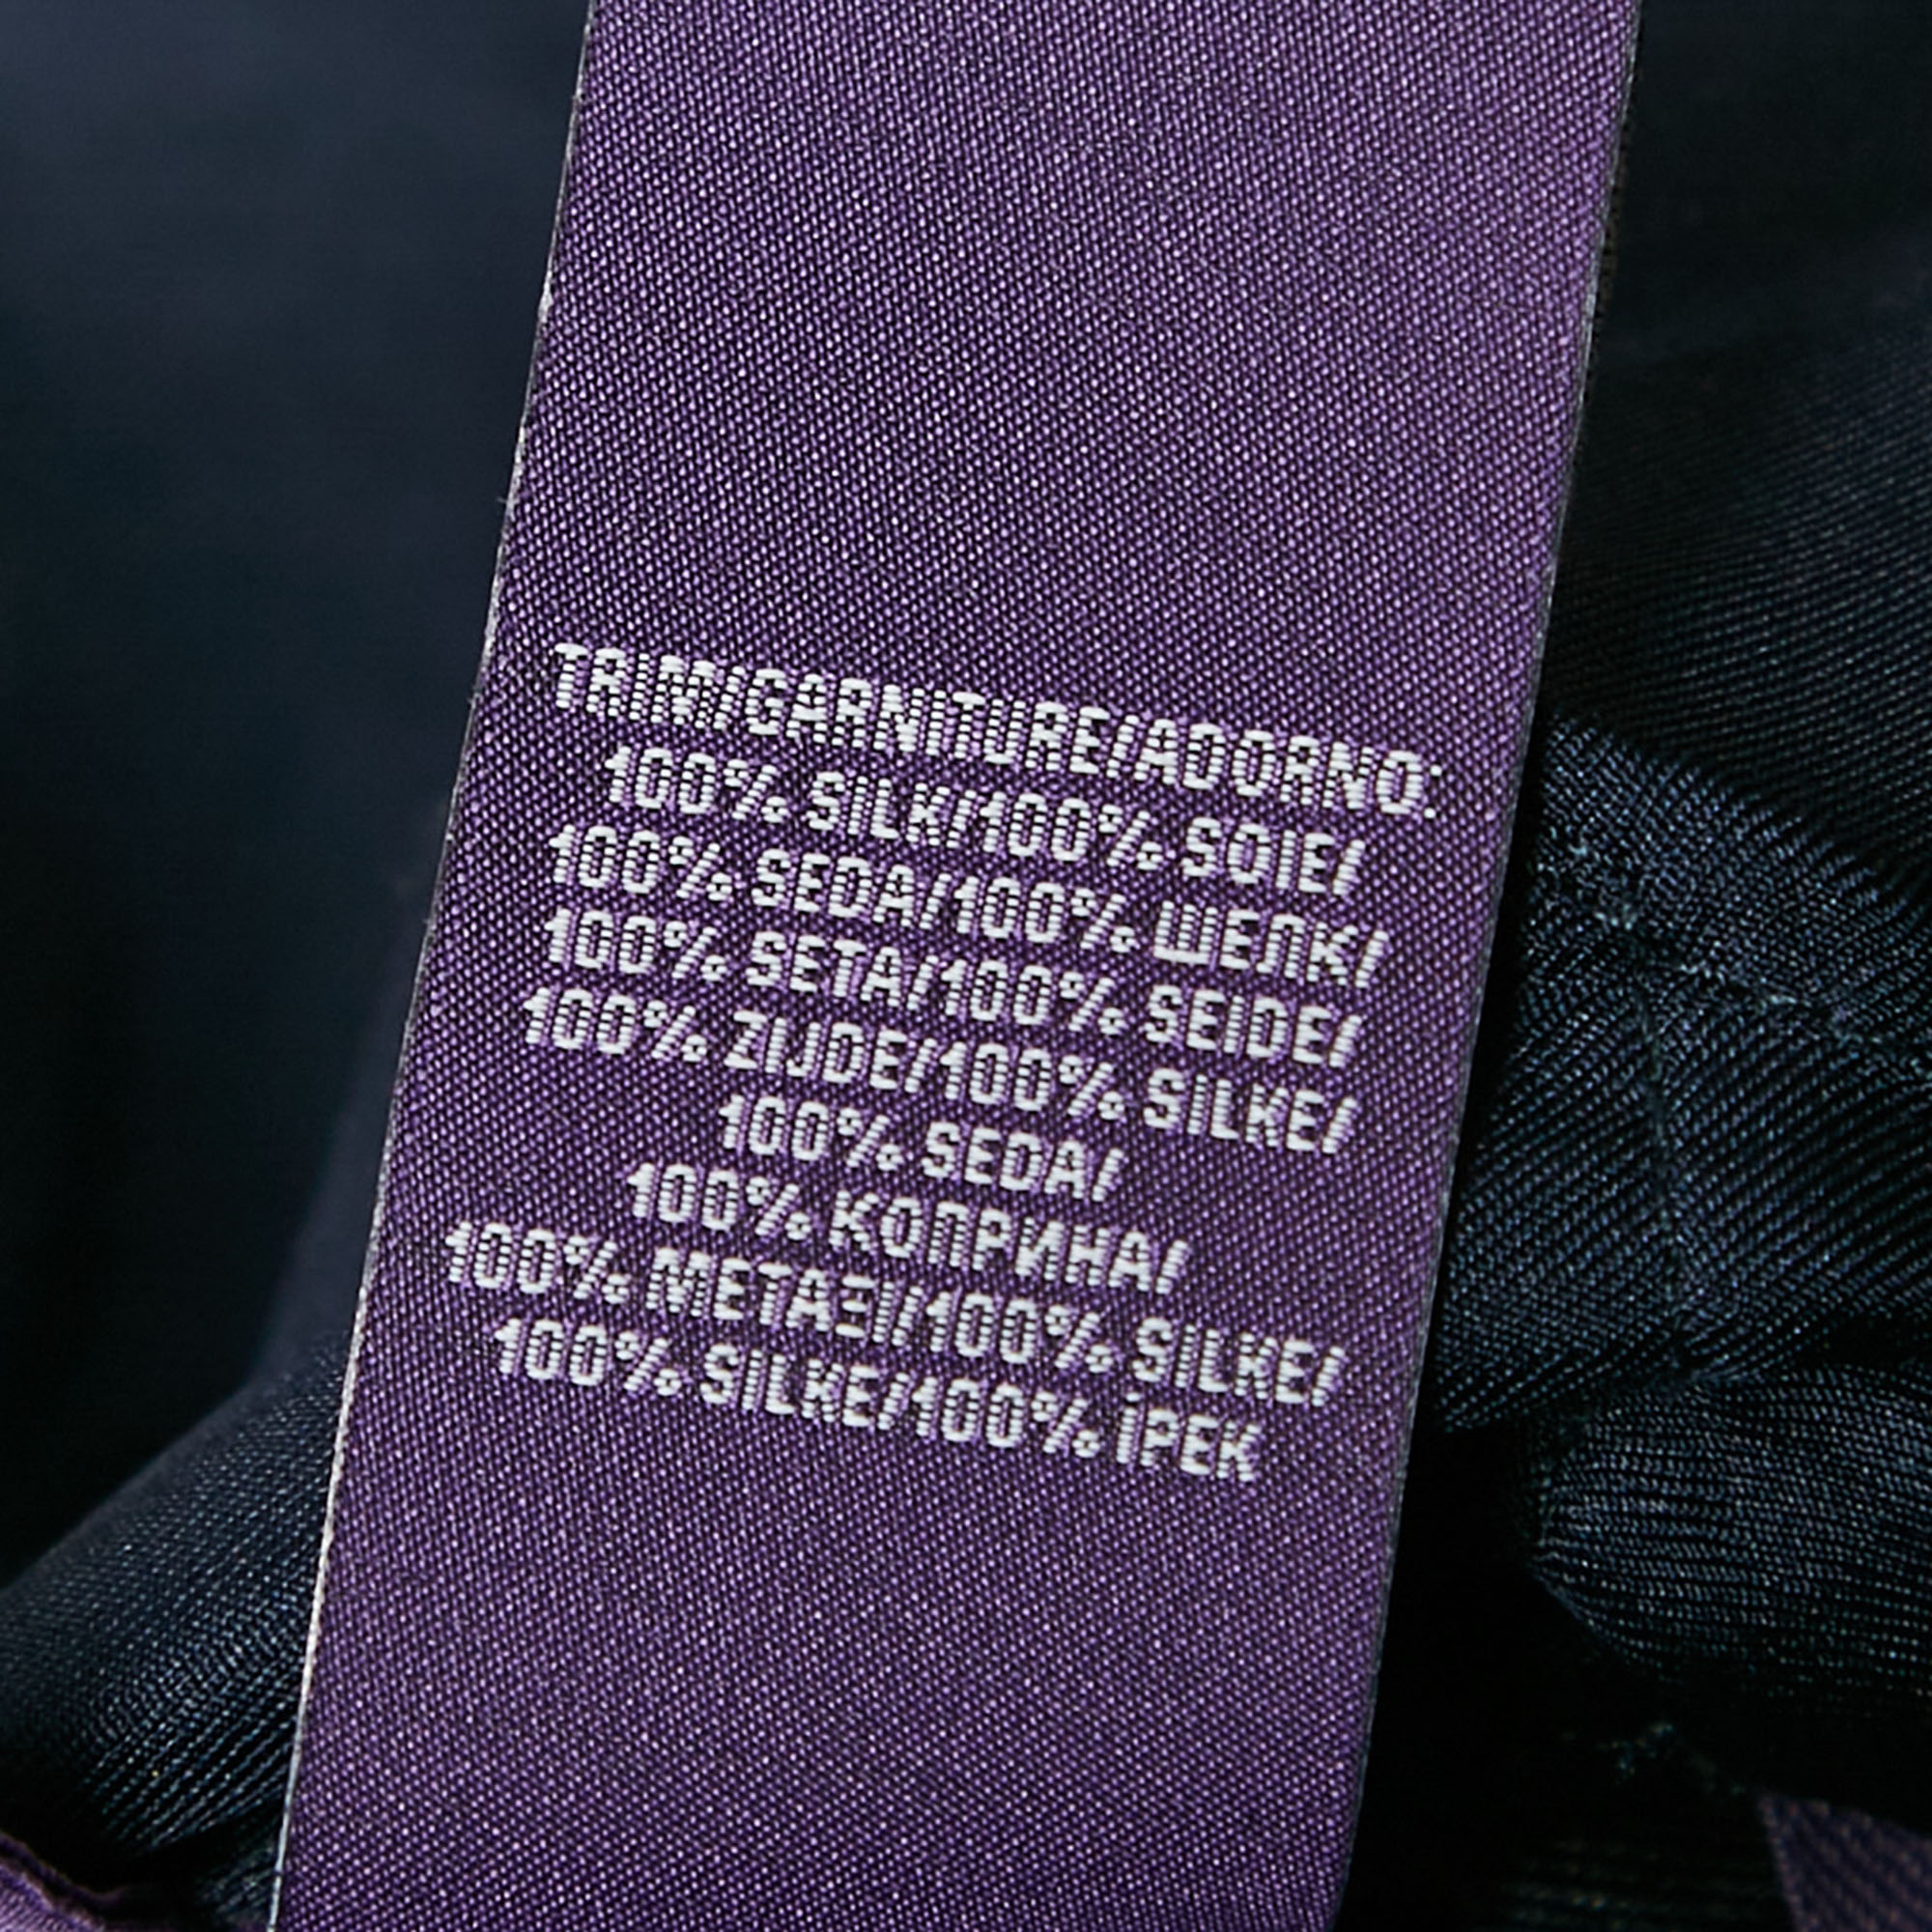 TRIM/GARNITURE/ADORNO:
100% SILK/100% SOIE/
100% SEDA/100% ШЕЛК/
100% SETA/100% SEIDE/
100% ZIJDE/100% SILKE/
100% SEDA/
100% КОПРИНА/
100% ΜΕΤΑΞΙ/100% SILKE/
100% SILKE/100% İPEK